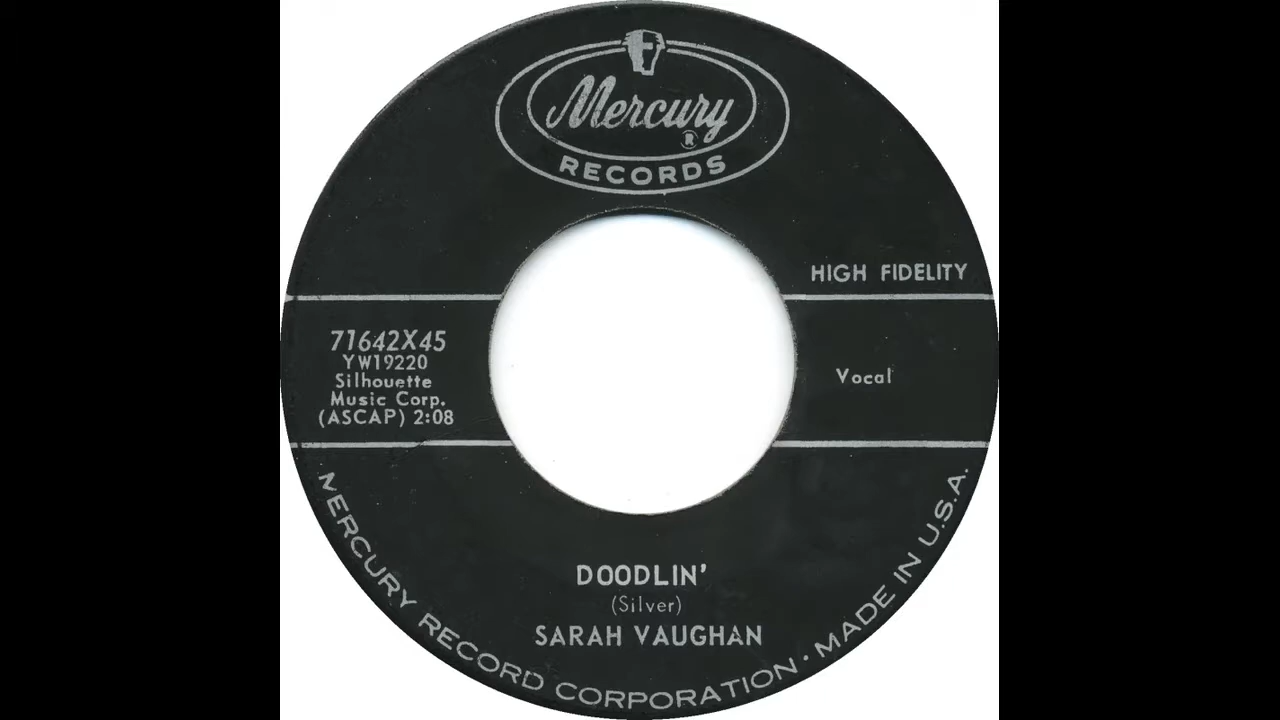 Mercury
®
RECORDS
HIGH FIDELITY
71642X45
YW19220
Silhouette
Music Corp.
(ASCAP) 2:08
Vocal
DOODLIN'
(Silver)
SARAH VAUGHAN
MERCURY RECORD CORPORATION · MADE IN U.S.A.